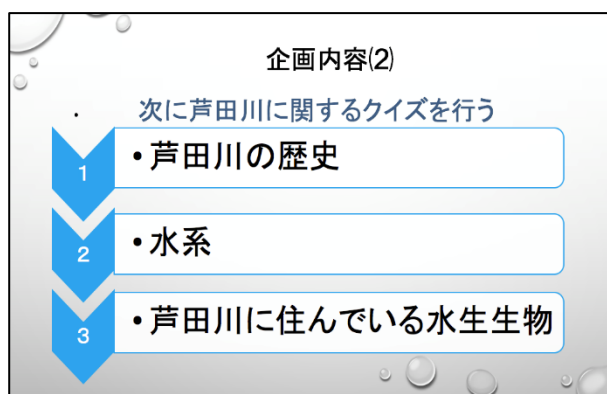 企画内容⑵
・ 次に芦田川に関するクイズを行う
1 •芦田川の歴史
2 •水系
3 •芦田川に住んでいる水生生物